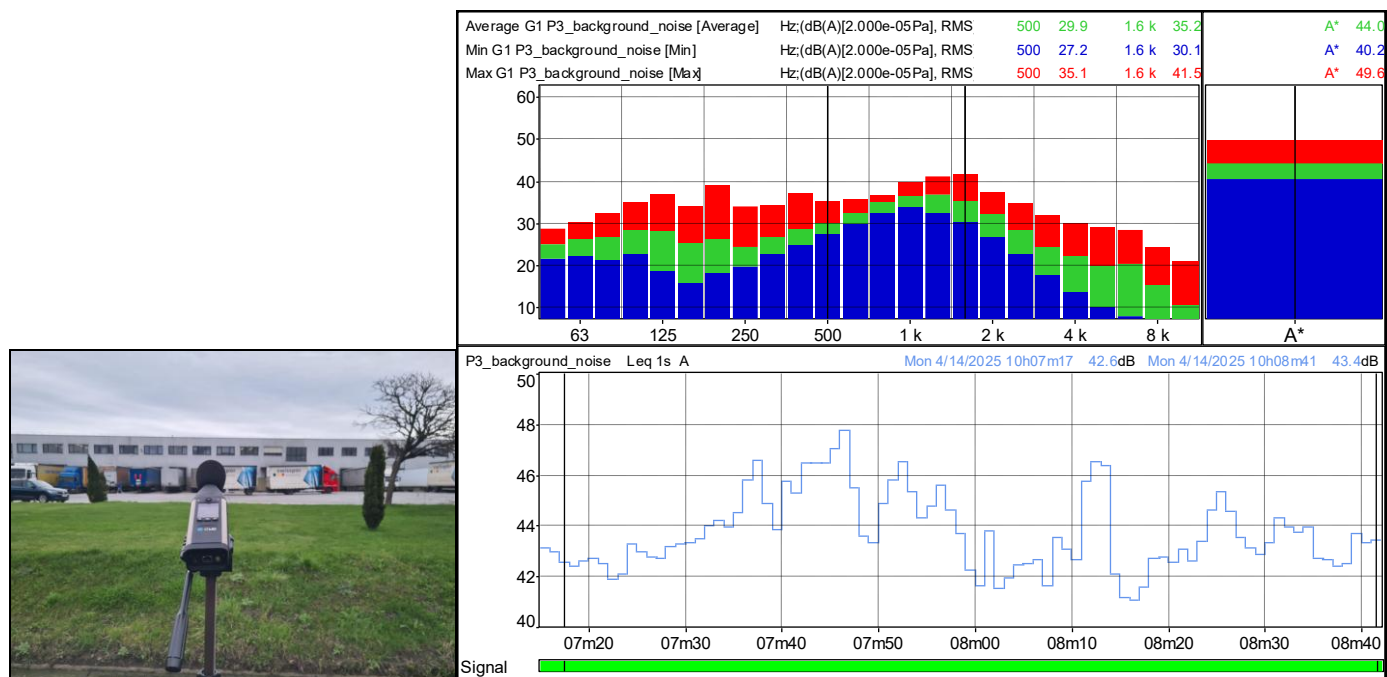 Average G1 P3_background_noise [Average] Hz;(dB(A)[2.000e-05Pa], RMS 500 29.9 1.6 k 35.2 A* 44.0
Min G1 P3_background_noise [Min] Hz;(dB(A)[2.000e-05Pa], RMS 500 27.2 1.6 k 30.1 A* 40.2
Max G1 P3_background_noise [Max] Hz;(dB(A)[2.000e-05Pa], RMS 500 35.1 1.6 k 41.5 A* 49.6
60
50
40
30
20
10
63 125 250 500 1 k 2 k 4 k 8 k A*
P3_background_noise Leq 1s A Mon 4/14/2025 10h07m17 42.6dB Mon 4/14/2025 10h08m41 43.4dB
50
48
46
44
42
40
07m20 07m30 07m40 07m50 08m00 08m10 08m20 08m30 08m40
Signal